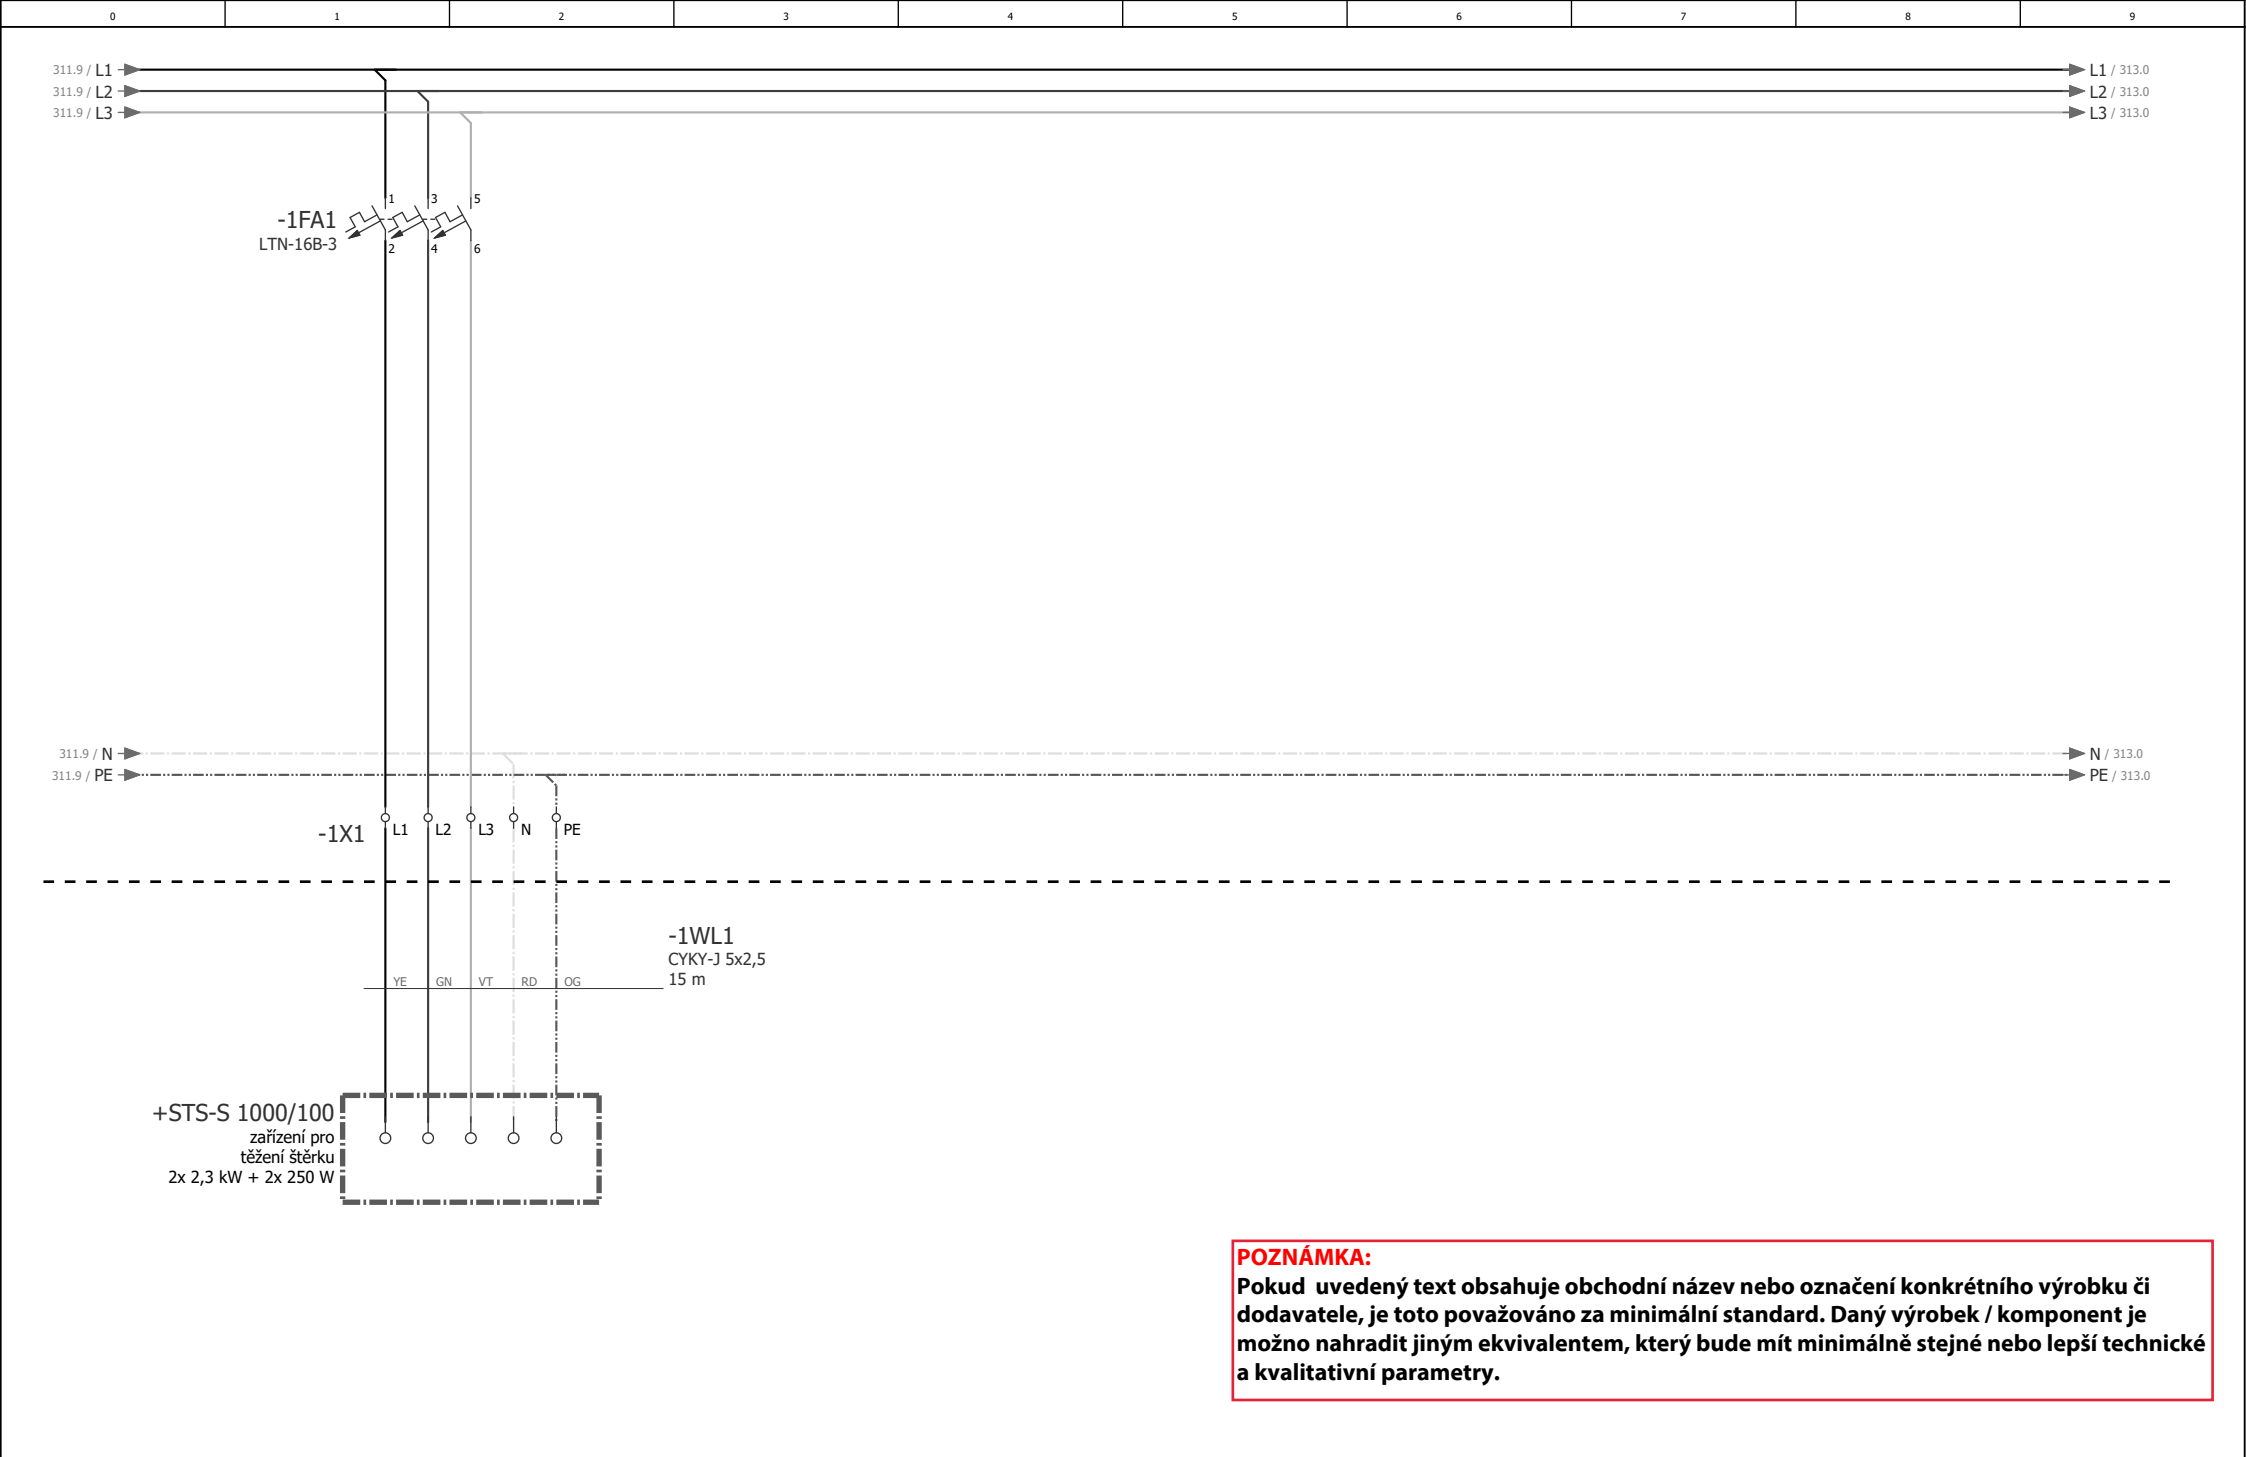 0 1 2 3 4 5 6 7 8 9
311.9 / L1 L1 / 313.0
311.9 / L2 L2 / 313.0
311.9 / L3 L3 / 313.0
1 3 5
-1FA1
LTN-16B-3
2 4 6
311.9 / N N / 313.0
311.9 / PE PE / 313.0
-1X1 L1 L2 L3 N PE
-1WL1
CYKY-J 5x2,5
15 m
YE GN VT RD OG
+STS-S 1000/100
zařízení pro
těžení štěrku
2x 2,3 kW + 2x 250 W
POZNÁMKA:
Pokud uvedený text obsahuje obchodní název nebo označení konkrétního výrobku či
dodavatele, je toto považováno za minimální standard. Daný výrobek / komponent je
možno nahradit jiným ekvivalentem, který bude mít minimálně stejné nebo lepší technické
a kvalitativní parametry.